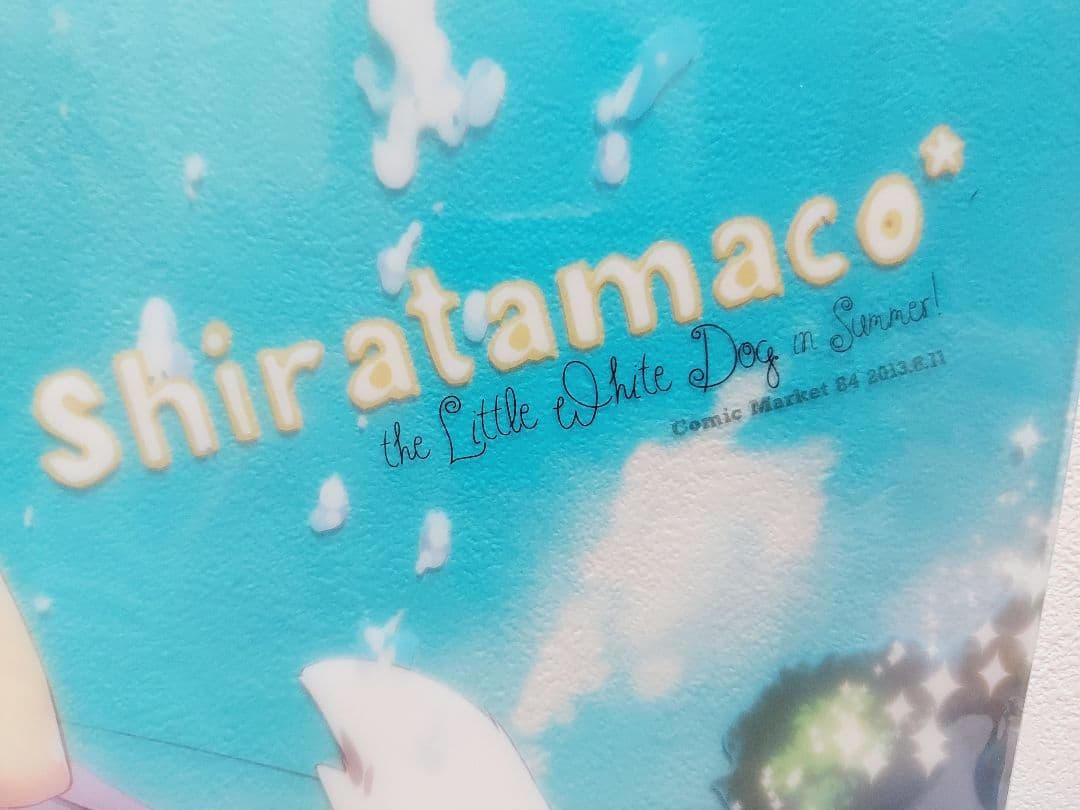 shiratamaco*
the Little White Dog in Summer!
Comic Market 84 2013.8.11